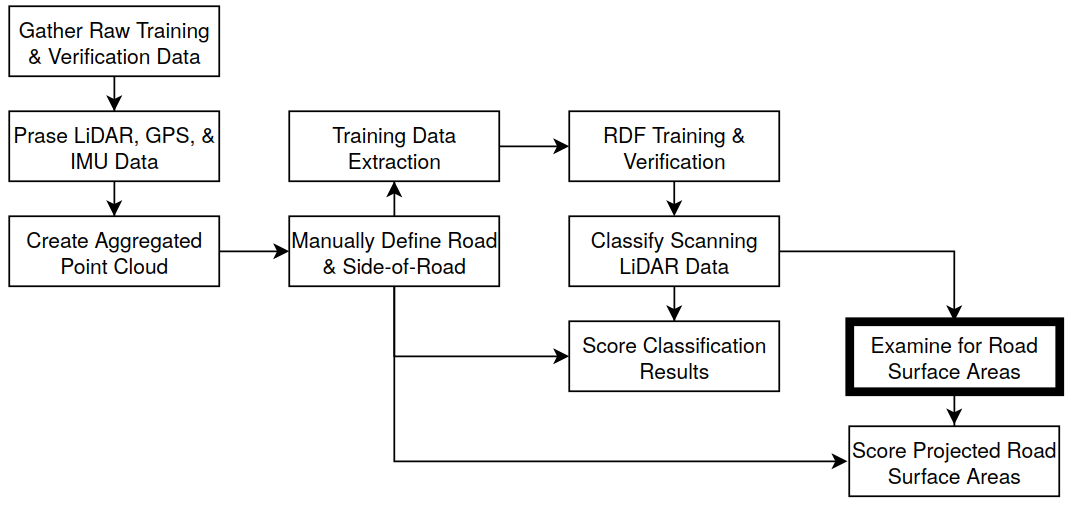 Gather Raw Training
& Verification Data
Prase LiDAR, GPS, &
IMU Data
Create Aggregated
Point Cloud
Manually Define Road
& Side-of-Road
Training Data
Extraction
RDF Training &
Verification
Classify Scanning
LiDAR Data
Score Classification
Results
Examine for Road
Surface Areas
Score Projected Road
Surface Areas